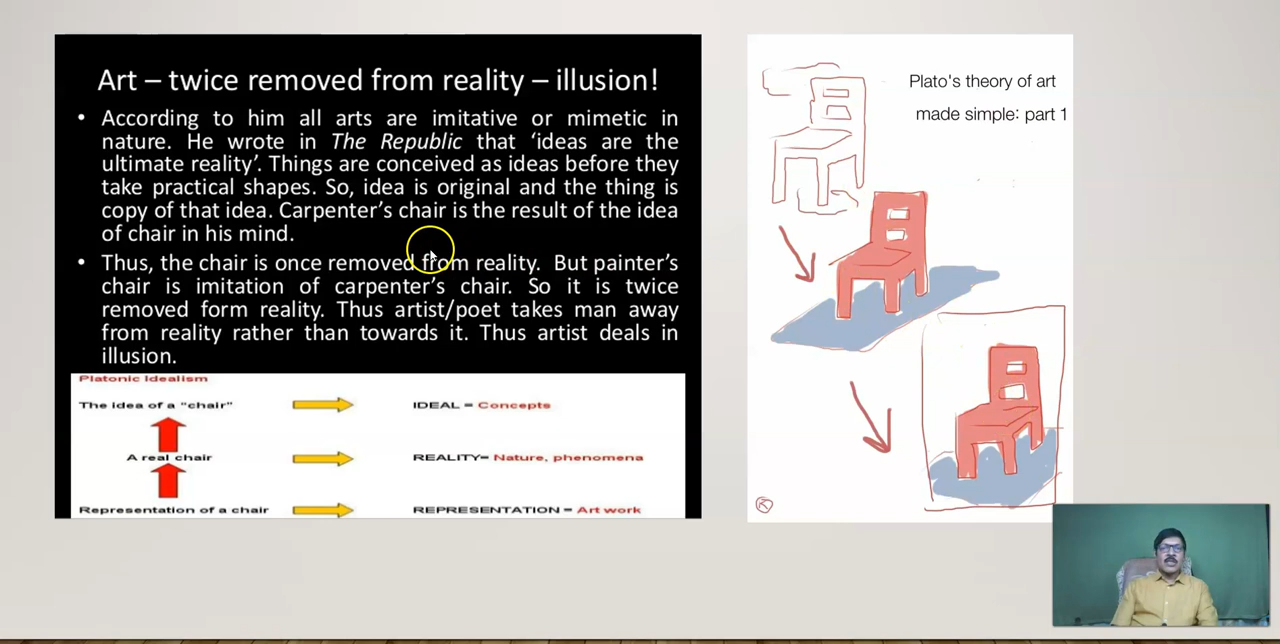 Art – twice removed from reality – illusion!
• According to him all arts are imitative or mimetic in
nature. He wrote in The Republic that ‘ideas are the
ultimate reality’. Things are conceived as ideas before they
take practical shapes. So, idea is original and the thing is
copy of that idea. Carpenter’s chair is the result of the idea
of chair in his mind.
• Thus, the chair is once removed from reality. But painter’s
chair is imitation of carpenter’s chair. So it is twice
removed form reality. Thus artist/poet takes man away
from reality rather than towards it. Thus artist deals in
illusion.
Platonic Idealism
The idea of a "chair" IDEAL = Concepts
A real chair REALITY= Nature, phenomena
Representation of a chair REPRESENTATION = Art work
Plato's theory of art
made simple: part 1
K